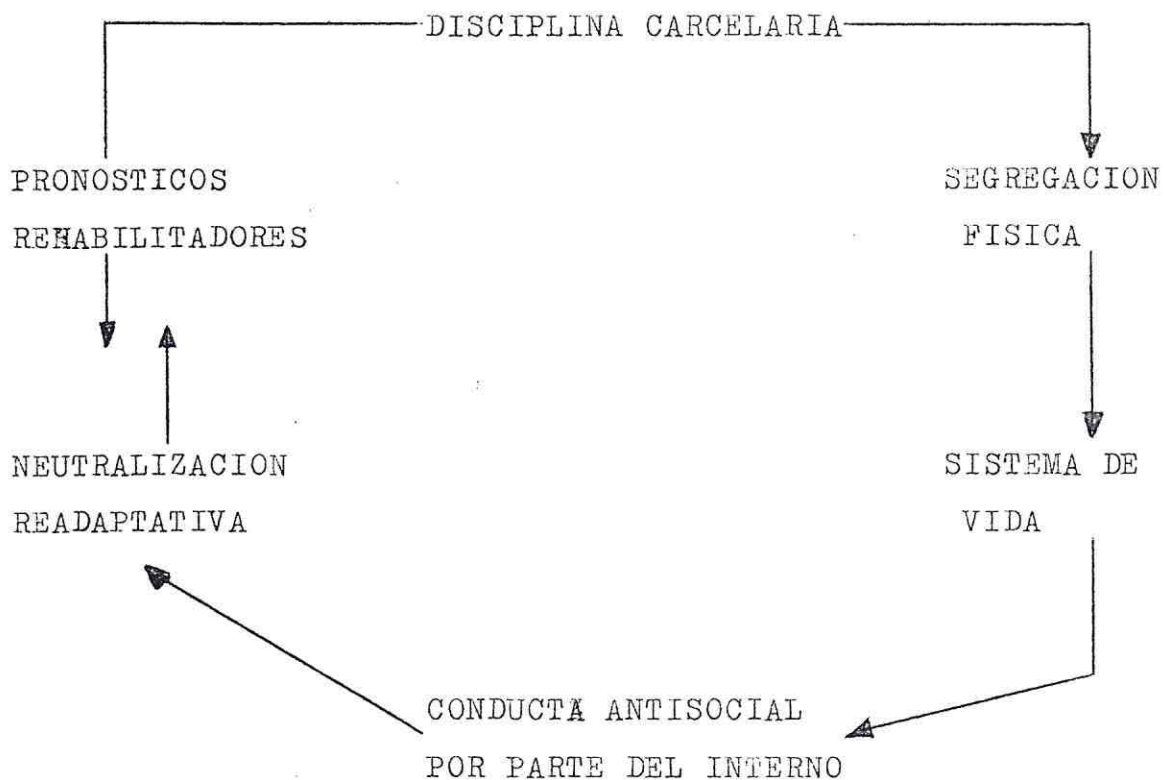 DISCIPLINA CARCELARIA
PRONOSTICOS
REHABILITADORES
SEGREGACION
FISICA
NEUTRALIZACION
READAPTATIVA
SISTEMA DE
VIDA
CONDUCTA ANTISOCIAL
POR PARTE DEL INTERNO